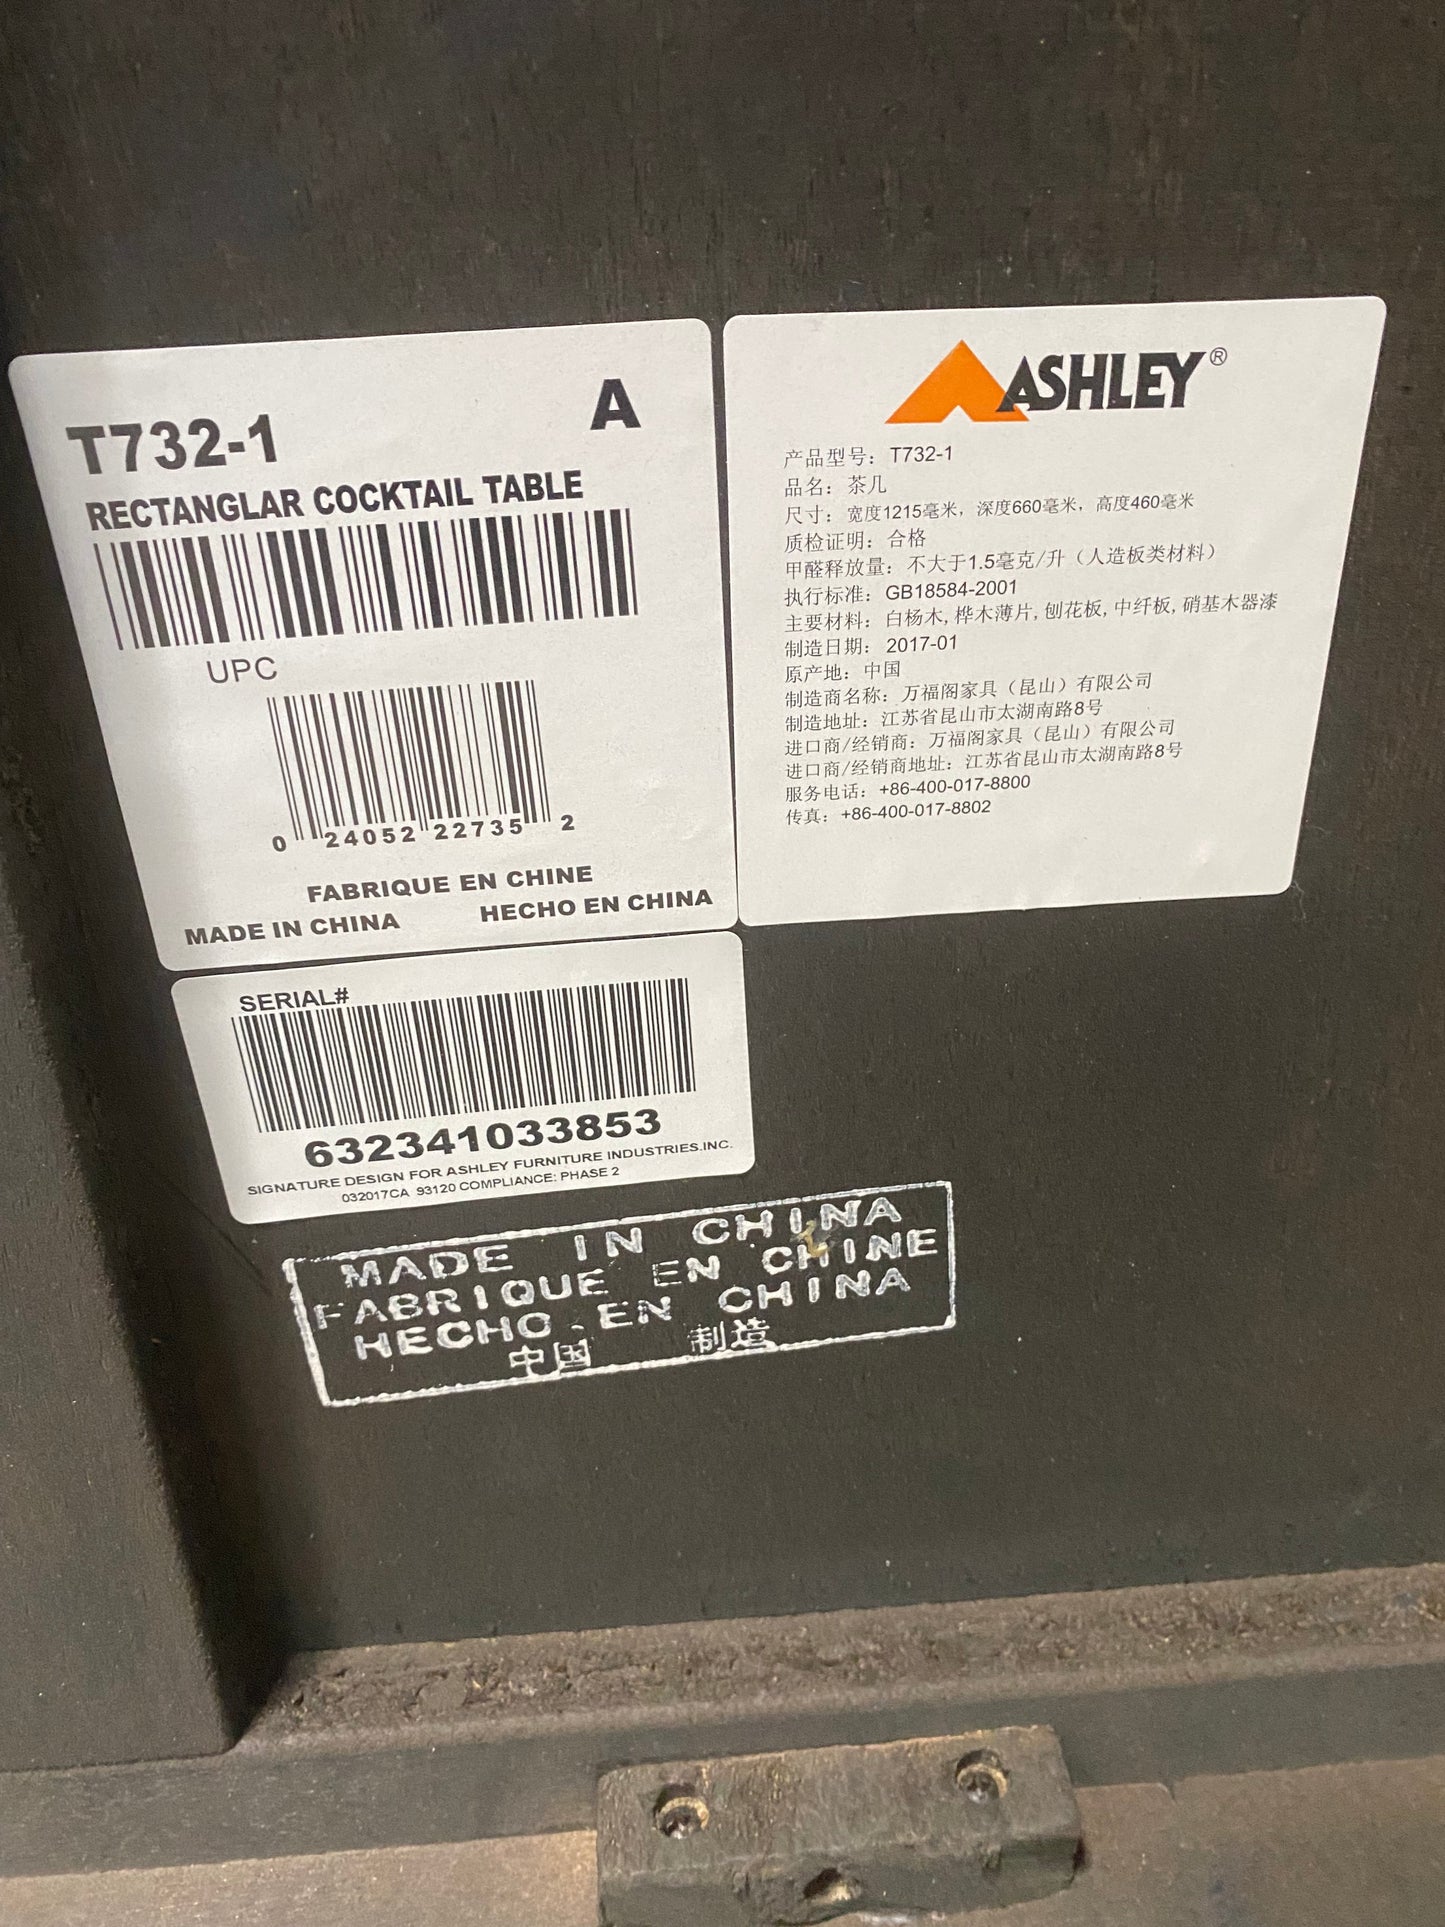 T732-1
A
RECTANGLAR COCKTAIL TABLE
UPC
0 24052 22735 2
FABRIQUE EN CHINE
MADE IN CHINA HECHO EN CHINA
ASHLEY®
产品型号：T732-1
品名：茶几
尺寸：宽度1215毫米，深度660毫米，高度460毫米
质检证明：合格
甲醛释放量：不大于1.5毫克/升（人造板类材料）
执行标准：GB18584-2001
主要材料：白杨木,桦木薄片,刨花板,中纤板,硝基木器漆
制造日期：2017-01
原产地：中国
制造商名称：万福阁家具（昆山）有限公司
制造地址：江苏省昆山市太湖南路8号
进口商/经销商：万福阁家具（昆山）有限公司
进口商/经销商地址：江苏省昆山市太湖南路8号
服务电话：+86-400-017-8800
传真：+86-400-017-8802
SERIAL#
632341033853
SIGNATURE DESIGN FOR ASHLEY FURNITURE INDUSTRIES.INC.
032017CA 93120 COMPLIANCE: PHASE 2
MADE IN CHINA
FABRIQUE EN CHINE
HECHO EN CHINA
中国 制造